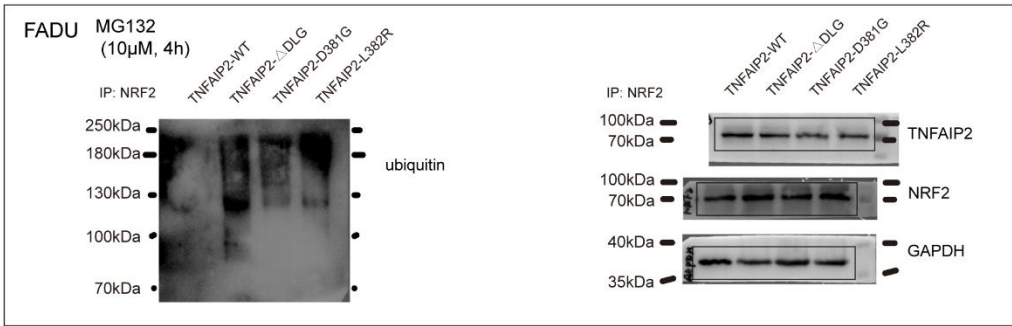 FADU
MG132
(10μM, 4h)
IP: NRF2
TNFAIP2-WT
TNFAIP2-△DLG
TNFAIP2-D381G
TNFAIP2-L382R
250kDa
180kDa
130kDa
100kDa
70kDa
ubiquitin
IP: NRF2
TNFAIP2-WT
TNFAIP2-△DLG
TNFAIP2-D381G
TNFAIP2-L382R
100kDa
70kDa
TNFAIP2
100kDa
70kDa
NRF2
40kDa
35kDa
GAPDH